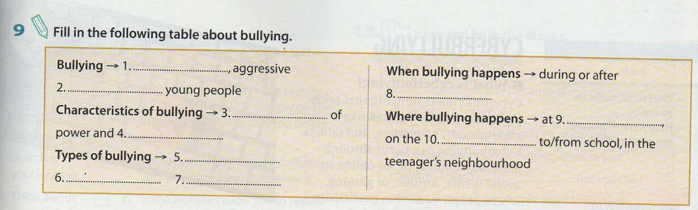 9 Fill in the following table about bullying.
Bullying → 1. ..............................., aggressive
2. ............................... young people
Characteristics of bullying → 3. ............................... of
power and 4. ...............................
Types of bullying → 5. ...............................
6. ............................... 7. ...............................
When bullying happens → during or after
8. ...............................
Where bullying happens → at 9. ...............................,
on the 10. ............................... to/from school, in the
teenager's neighbourhood